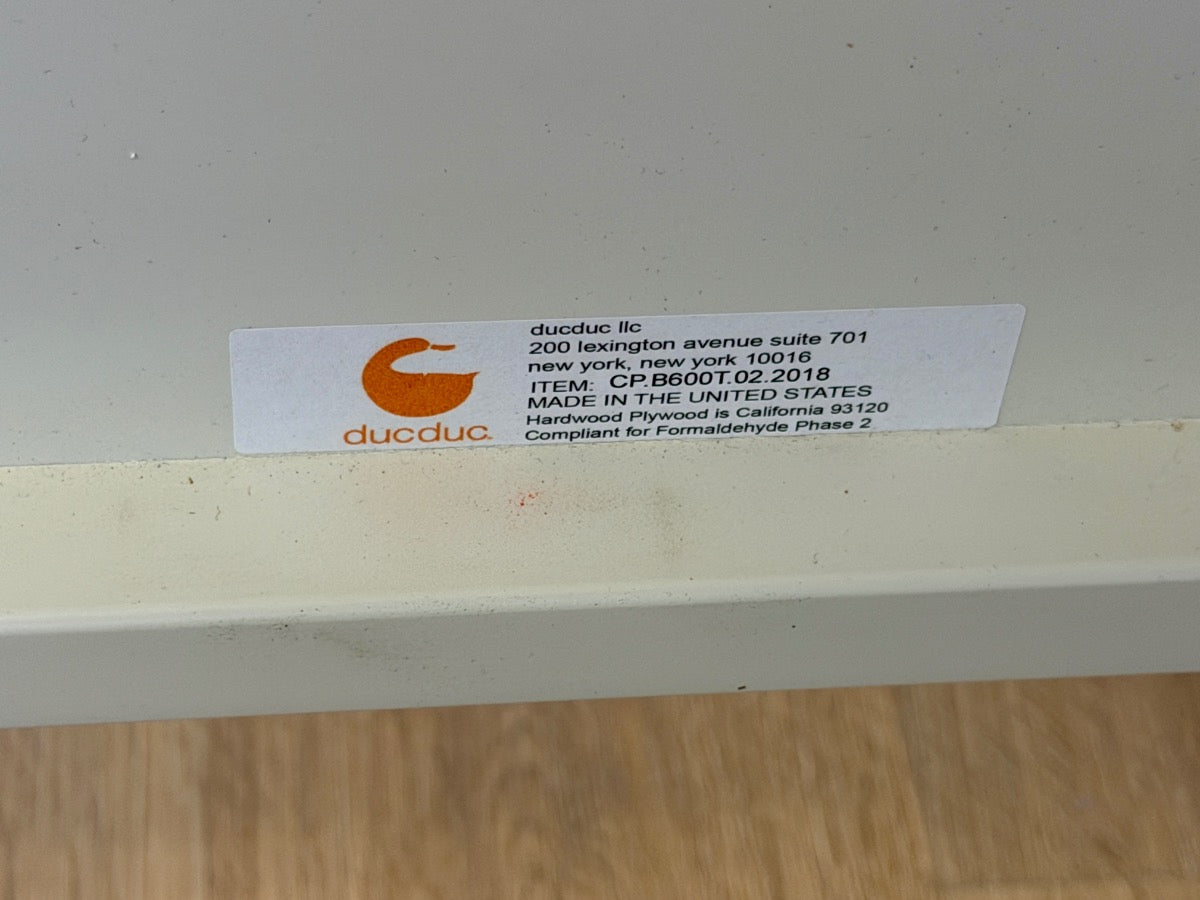 ducduc
ducduc llc
200 lexington avenue suite 701
new york, new york 10016
ITEM: CP.B600T.02.2018
MADE IN THE UNITED STATES
Hardwood Plywood is California 93120
Compliant for Formaldehyde Phase 2